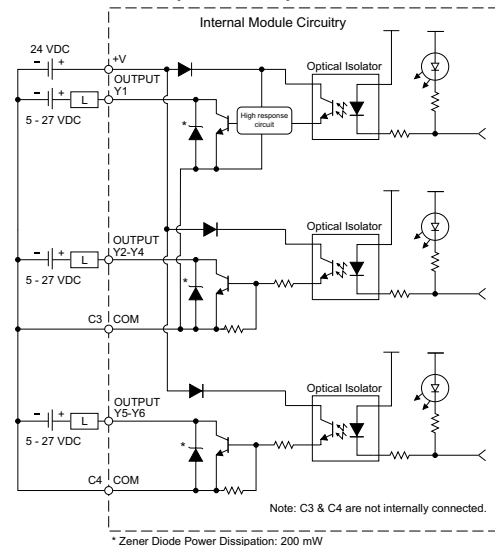 Internal Module Circuitry
24 VDC
- +
+V
Optical Isolator
OUTPUT
Y1
- +
L
5 - 27 VDC
*
High response
circuit
Optical Isolator
OUTPUT
Y2-Y4
- +
L
5 - 27 VDC
*
C3
COM
Optical Isolator
OUTPUT
Y5-Y6
- +
L
5 - 27 VDC
*
C4
COM
Note: C3 & C4 are not internally connected.
* Zener Diode Power Dissipation: 200 mW